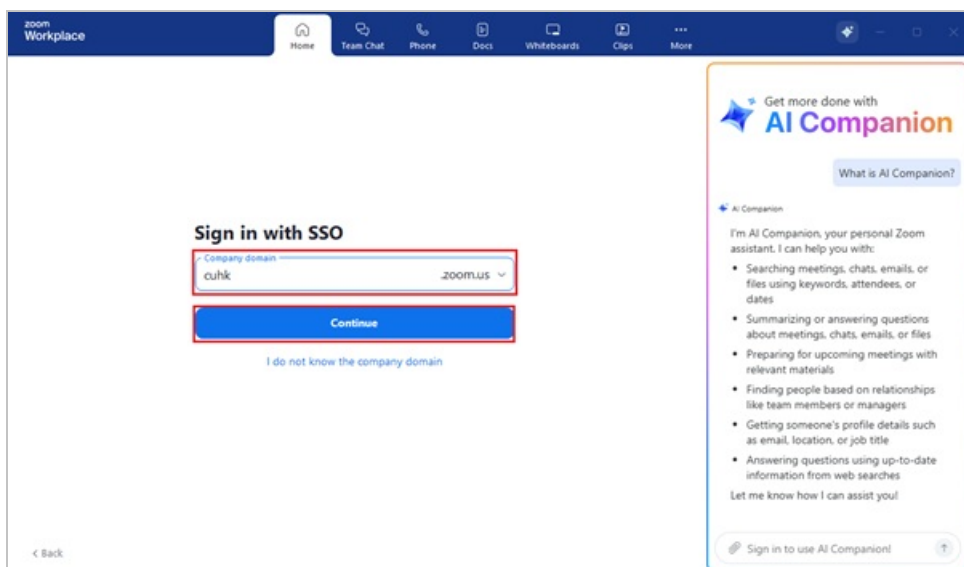 zoom
Workplace
Home
Team Chat
Phone
Docs
Whiteboards
Clips
More
Sign in with SSO
Company domain
cuhk .zoom.us
Continue
I do not know the company domain
< Back
Get more done with
AI Companion
What is AI Companion?
AI Companion
I'm AI Companion, your personal Zoom
assistant. I can help you with:
• Searching meetings, chats, emails, or
files using keywords, attendees, or
dates
• Summarizing or answering questions
about meetings, chats, emails, or files
• Preparing for upcoming meetings with
relevant materials
• Finding people based on relationships
like team members or managers
• Getting someone's profile details such
as email, location, or job title
• Answering questions using up-to-date
information from web searches
Let me know how I can assist you!
Sign in to use AI Companion!